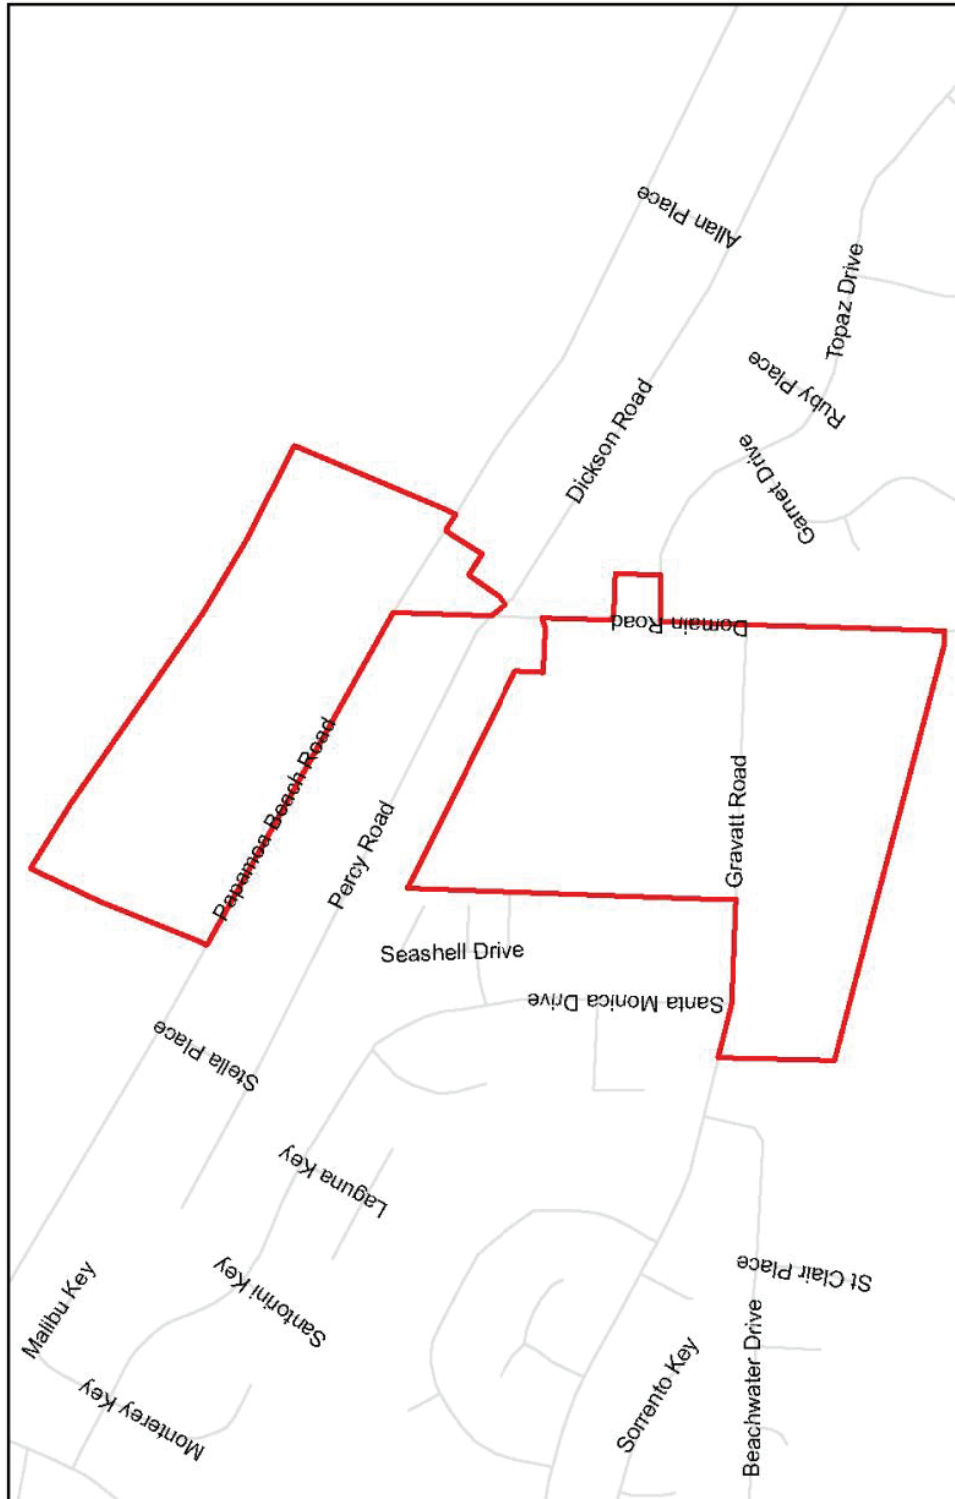 Allan Place
Topaz Drive
Ruby Place
Dickson Road
Garnet Drive
Domain Road
Papamoa Beach Road
Gravatt Road
Percy Road
Seashell Drive
Santa Monica Drive
Stella Place
Laguna Key
St Clair Place
Santorini Key
Malibu Key
Beachwater Drive
Sorrento Key
Monterey Key